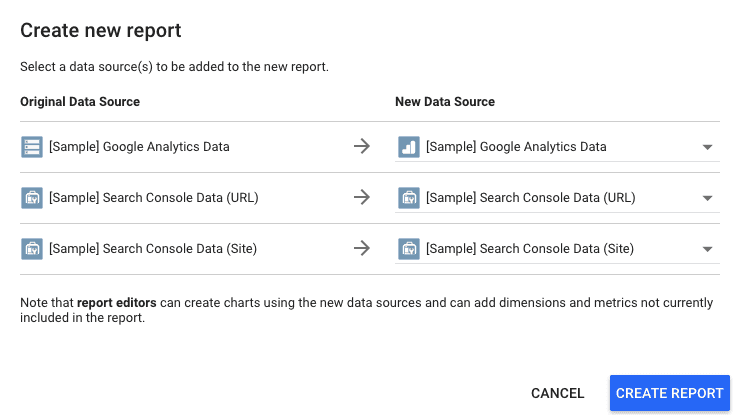 Create new report
Select a data source(s) to be added to the new report.
Original Data Source New Data Source
[Sample] Google Analytics Data [Sample] Google Analytics Data
[Sample] Search Console Data (URL) [Sample] Search Console Data (URL)
[Sample] Search Console Data (Site) [Sample] Search Console Data (Site)
Note that report editors can create charts using the new data sources and can add dimensions and metrics not currently
included in the report.
CANCEL CREATE REPORT